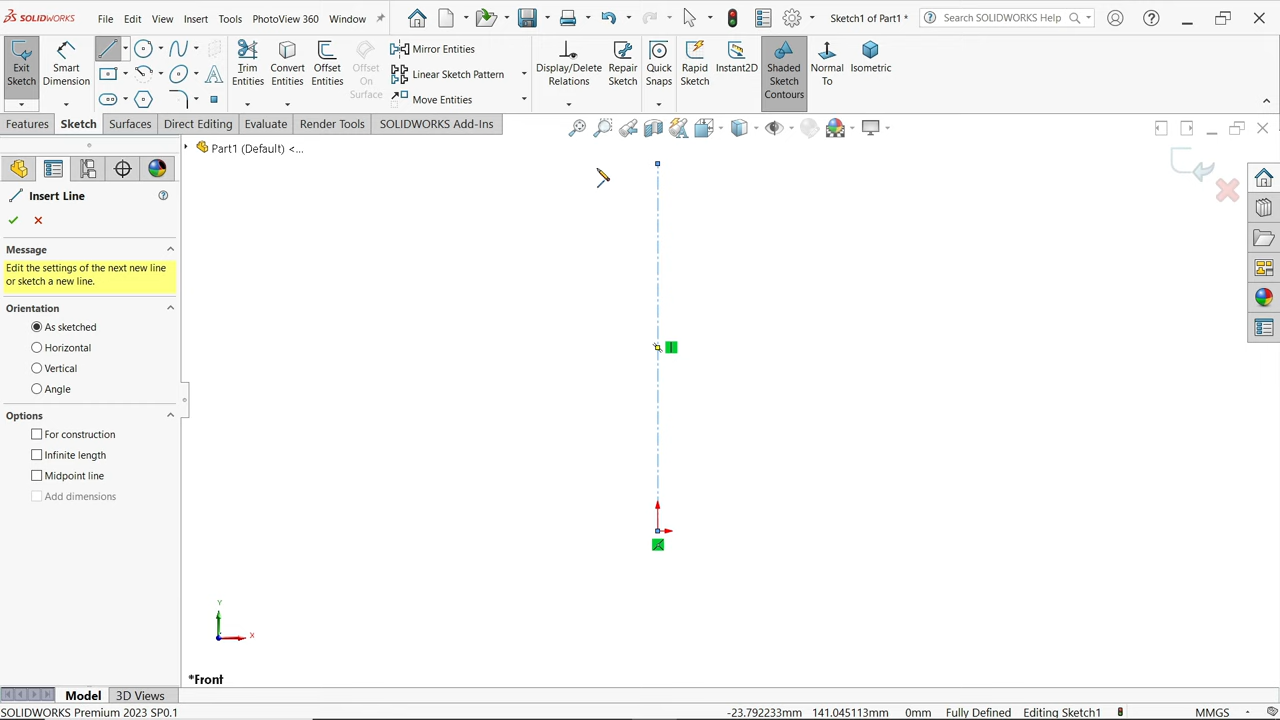 SOLIDWORKS File Edit View Insert Tools PhotoView 360 Window Sketch1 of Part1 * Search SOLIDWORKS Help
Exit Sketch
Smart Dimension
Trim Entities
Convert Entities
Offset Entities
Offset On Surface
Mirror Entities
Linear Sketch Pattern
Move Entities
Display/Delete Relations
Repair Sketch
Quick Snaps
Rapid Sketch
Instant2D
Shaded Sketch Contours
Normal To
Isometric
Features Sketch Surfaces Direct Editing Evaluate Render Tools SOLIDWORKS Add-Ins
Part1 (Default) <...
Insert Line
Message
Edit the settings of the next new line
or sketch a new line.
Orientation
As sketched
Horizontal
Vertical
Angle
Options
For construction
Infinite length
Midpoint line
Add dimensions
Y
X
*Front
Model 3D Views
SOLIDWORKS Premium 2023 SP0.1 -23.792233mm 141.045113mm 0mm Fully Defined Editing Sketch1 MMGS